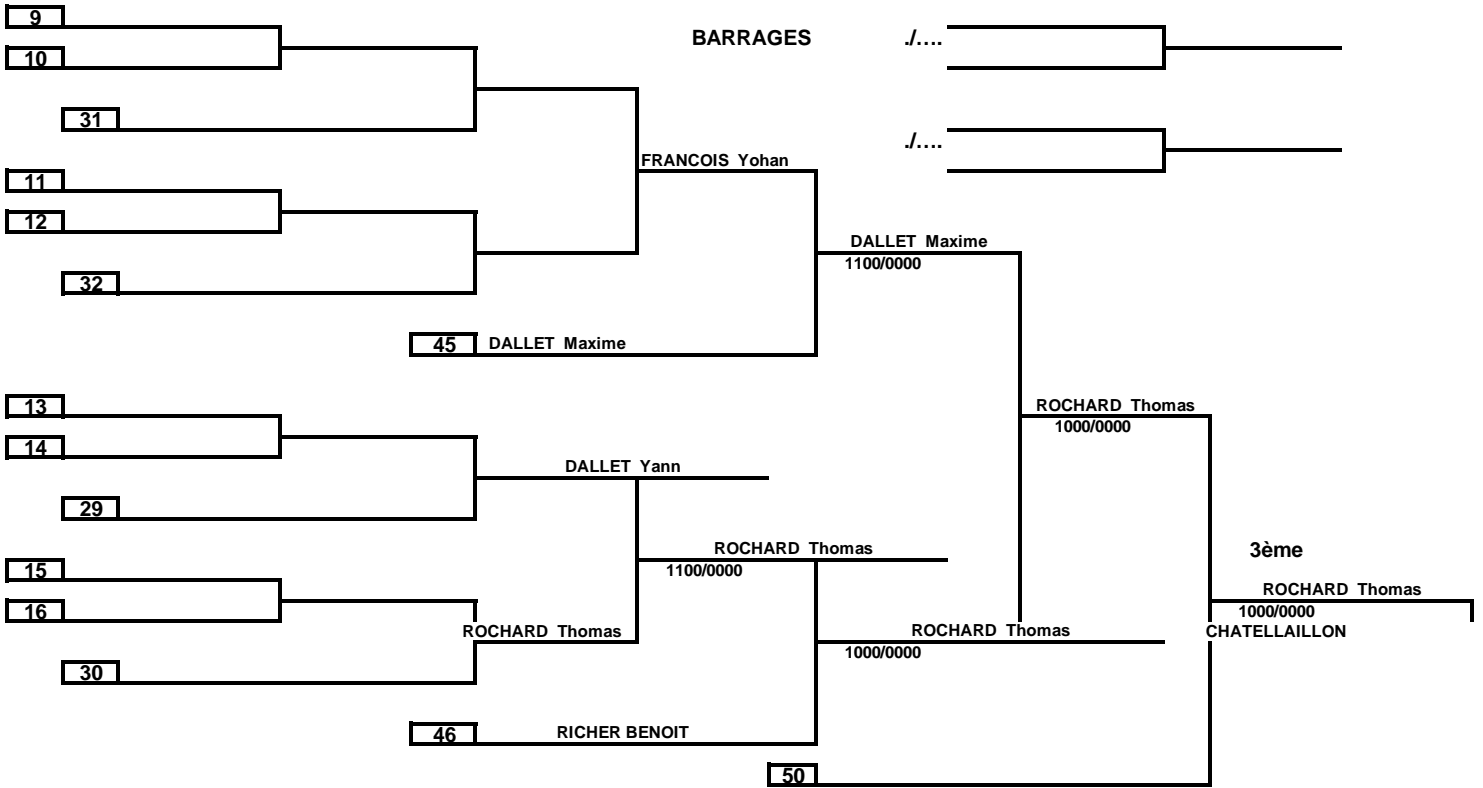 9
BARRAGES
./….
10
31
./….
FRANCOIS Yohan
11
12
DALLET Maxime
1100/0000
32
45
DALLET Maxime
13
ROCHARD Thomas
1000/0000
14
DALLET Yann
29
ROCHARD Thomas
3ème
15
1100/0000
ROCHARD Thomas
16
1000/0000
ROCHARD Thomas
ROCHARD Thomas
CHATELLAILLON
1000/0000
30
46
RICHER BENOIT
50